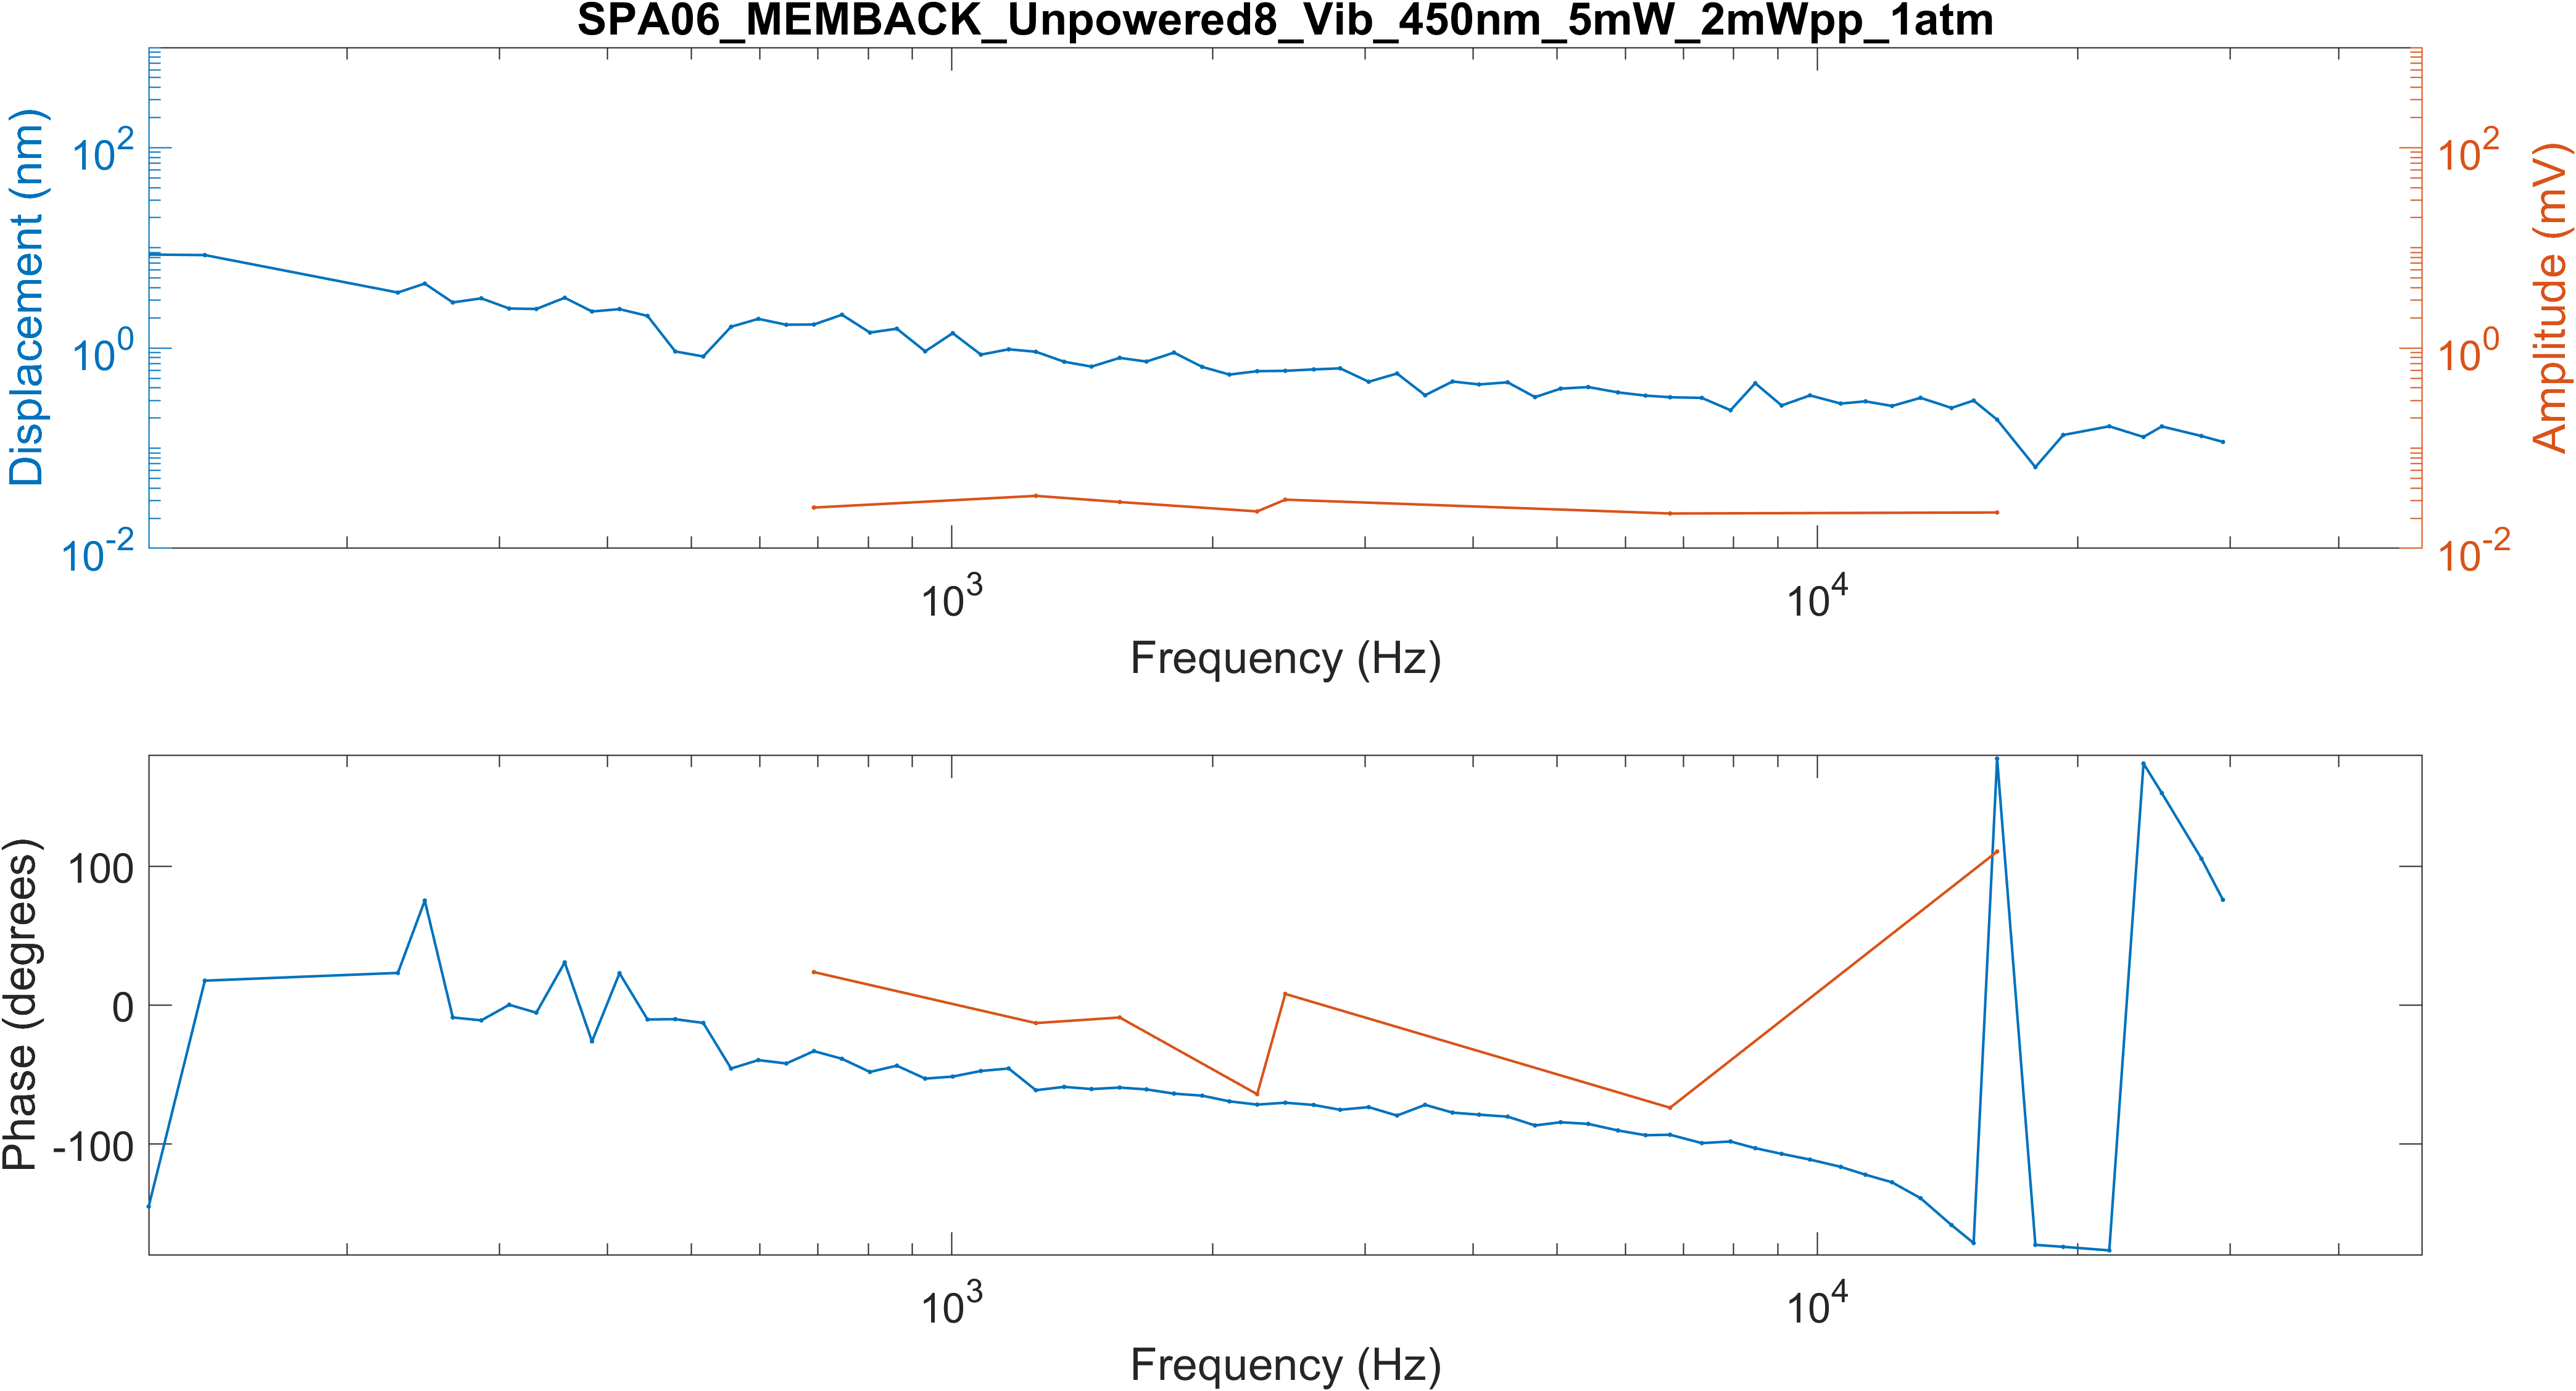 SPA06_MEMBACK_Unpowered8_Vib_450nm_5mW_2mWpp_1atm
Displacement (nm)
10^2
10^0
10^-2
Amplitude (mV)
10^2
10^0
10^-2
10^3
10^4
Frequency (Hz)
Phase (degrees)
100
0
-100
10^3
10^4
Frequency (Hz)